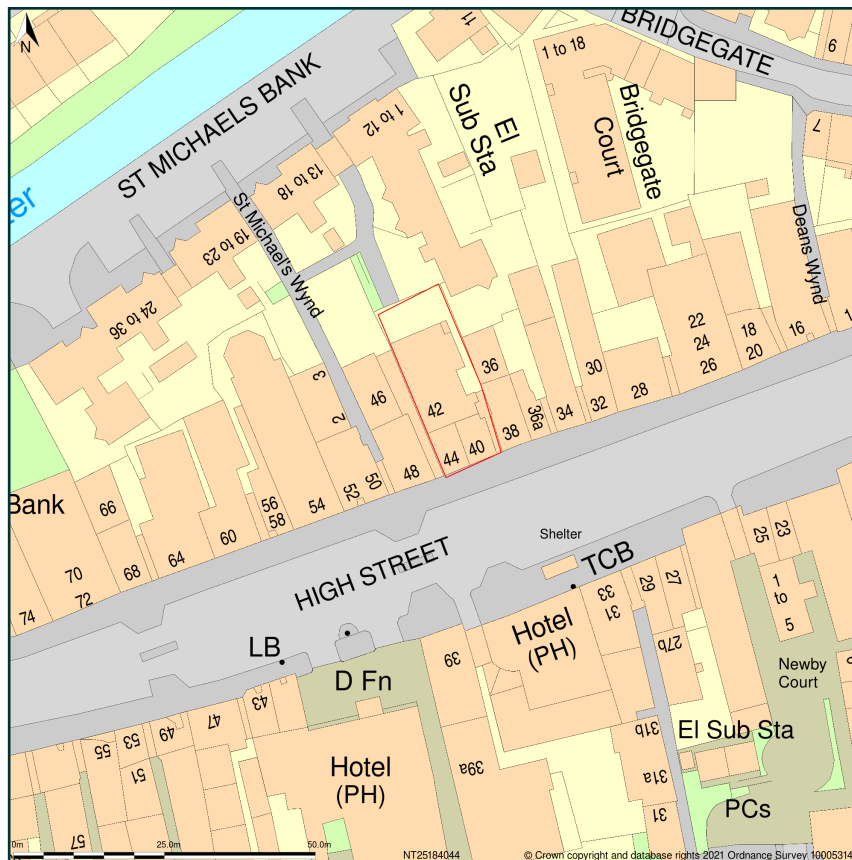 N
11
BRIDGEGATE
6
1 to 18
ST MICHAELS BANK
El
Sub Sta
Bridgegate
Court
1 to 12
7
13 to 18
St Michael's Wynd
19 to 23
Deans Wynd
24 to 36
22
24
26
18
20
16
36
30
3
46
28
32
2
42
34
36a
38
40
44
48
50
52
54
56
58
Bank
66
60
64
68
70
72
74
Shelter
25
23
HIGH STREET
TCB
29
27
1
to
5
33
31
Hotel
(PH)
27b
LB
39
D Fn
Newby
Court
43
47
49
53
55
El Sub Sta
31b
51
Hotel
(PH)
39a
31a
31
PCs
57
0m
25.0m
50.0m
NT25184044
© Crown copyright and database rights 2021 Ordnance Survey 10005314